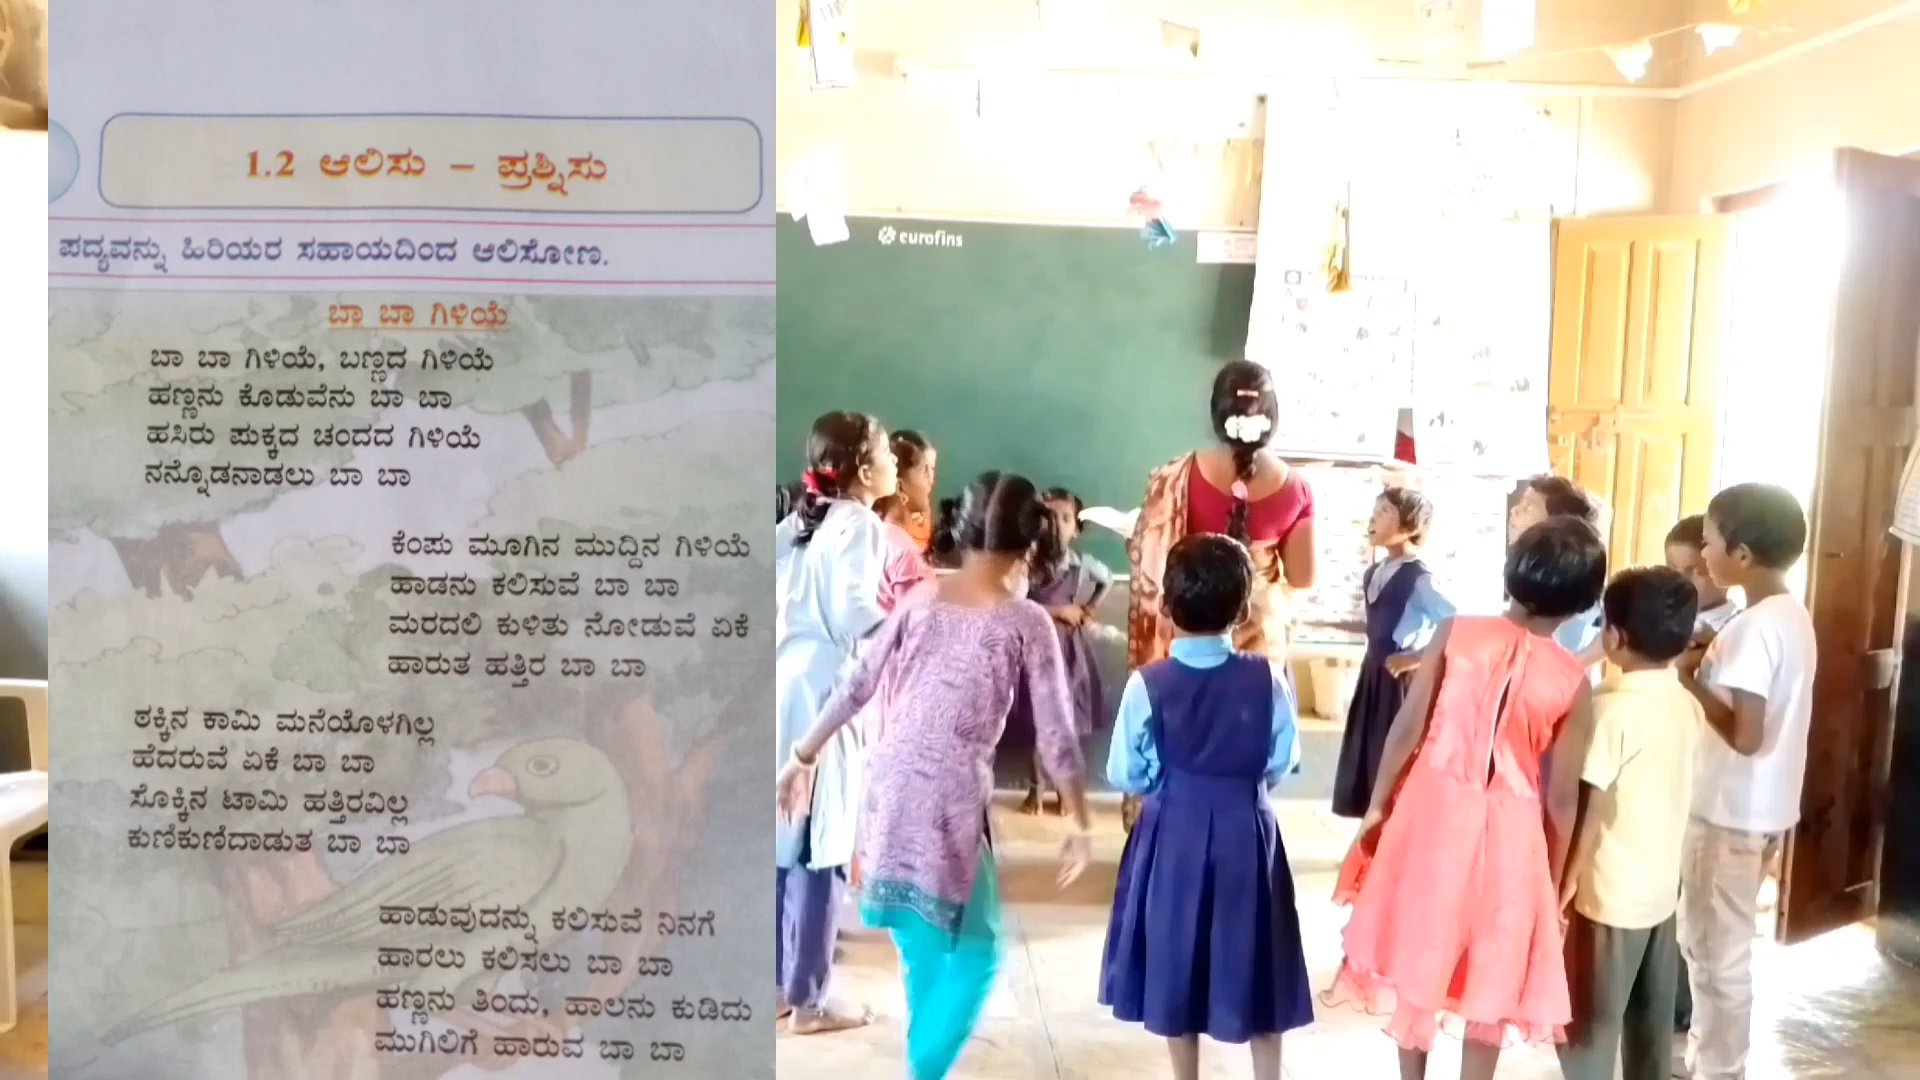 1.2 ಆಲಿಸು – ಪ್ರಶ್ನಿಸು
ಪದ್ಯವನ್ನು ಹಿರಿಯರ ಸಹಾಯದಿಂದ ಆಲಿಸೋಣ.
ಬಾ ಬಾ ಗಿಳಿಯೆ
ಬಾ ಬಾ ಗಿಳಿಯೆ, ಬಣ್ಣದ ಗಿಳಿಯೆ
ಹಣ್ಣನು ಕೊಡುವೆನು ಬಾ ಬಾ
ಹಸಿರು ಪುಕ್ಕದ ಚಂದದ ಗಿಳಿಯೆ
ನನ್ನೊಡನಾಡಲು ಬಾ ಬಾ
ಕೆಂಪು ಮೂಗಿನ ಮುದ್ದಿನ ಗಿಳಿಯೆ
ಹಾಡನು ಕಲಿಸುವೆ ಬಾ ಬಾ
ಮರದಲಿ ಕುಳಿತು ನೋಡುವೆ ಏಕೆ
ಹಾರುತ ಹತ್ತಿರ ಬಾ ಬಾ
ಠಕ್ಕಿನ ಕಾಮಿ ಮನೆಯೊಳಗಿಲ್ಲ
ಹೆದರುವೆ ಏಕೆ ಬಾ ಬಾ
ಸೊಕ್ಕಿನ ಟಾಮಿ ಹತ್ತಿರವಿಲ್ಲ
ಕುಣಿಕುಣಿದಾಡುತ ಬಾ ಬಾ
ಹಾಡುವುದನ್ನು ಕಲಿಸುವೆ ನಿನಗೆ
ಹಾರಲು ಕಲಿಸಲು ಬಾ ಬಾ
ಹಣ್ಣನು ತಿಂದು, ಹಾಲನು ಕುಡಿದು
ಮುಗಿಲಿಗೆ ಹಾರುವ ಬಾ ಬಾ
eurofins